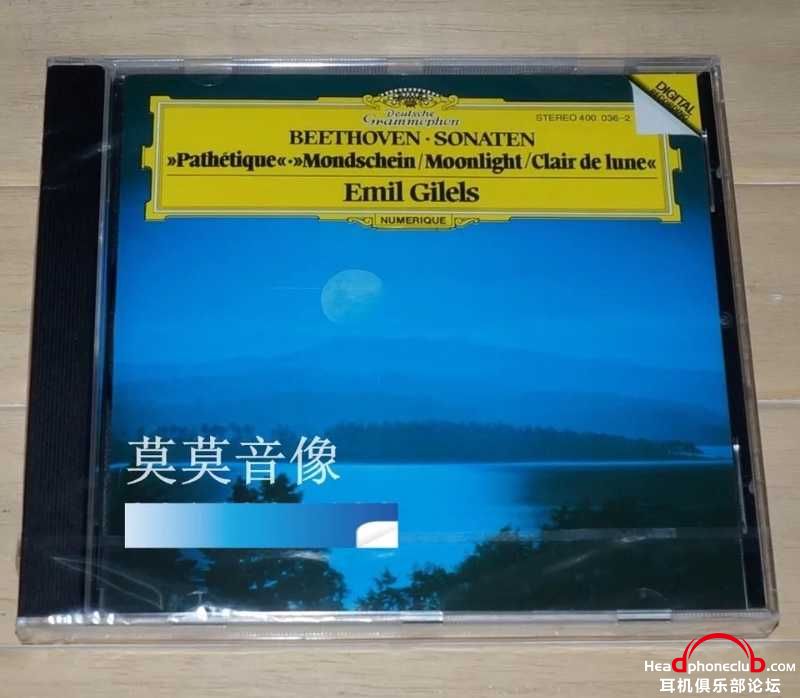 Deutsche
Grammophon
STEREO 400 036-2
DIGITAL
RECORDING
BEETHOVEN · SONATEN
»Pathétique«·»Mondschein/Moonlight/Clair de lune«
Emil Gilels
NUMERIQUE
莫莫音像
Headphoneclub.COM
耳机俱乐部论坛